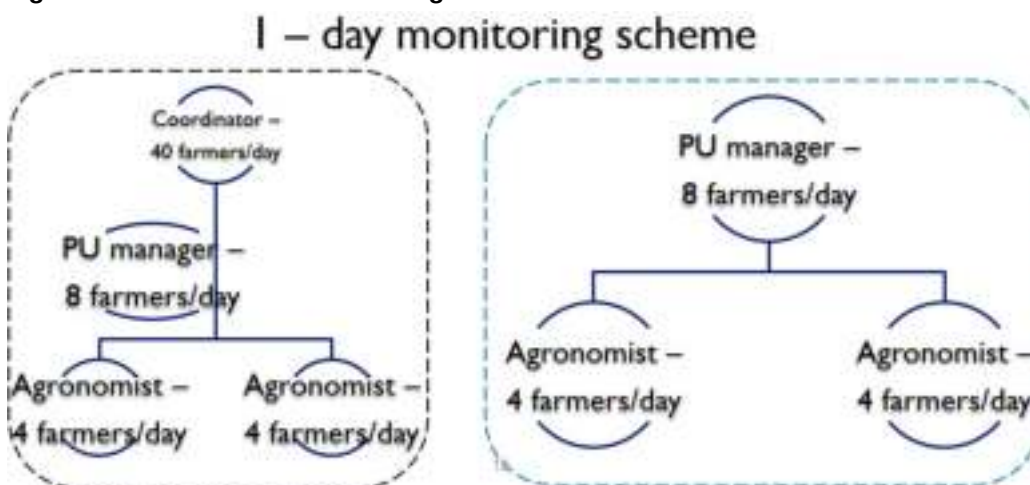 1 – day monitoring scheme
Coordinator –
40 farmers/day
PU manager –
8 farmers/day
Agronomist –
4 farmers/day
Agronomist –
4 farmers/day
PU manager –
8 farmers/day
Agronomist –
4 farmers/day
Agronomist –
4 farmers/day